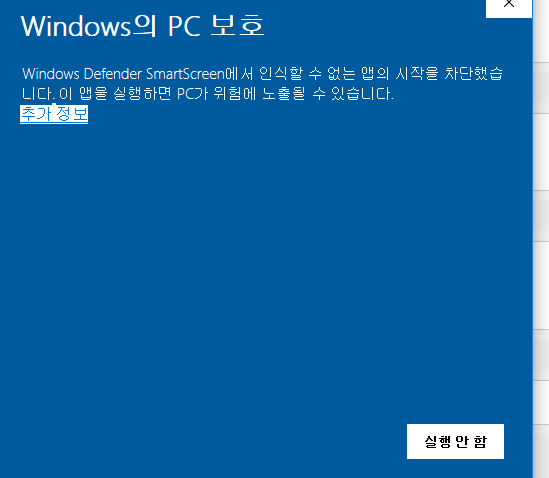 Windows의 PC 보호
Windows Defender SmartScreen에서 인식할 수 없는 앱의 시작을 차단했습
니다. 이 앱을 실행하면 PC가 위험에 노출될 수 있습니다.
추가 정보
실행 안 함